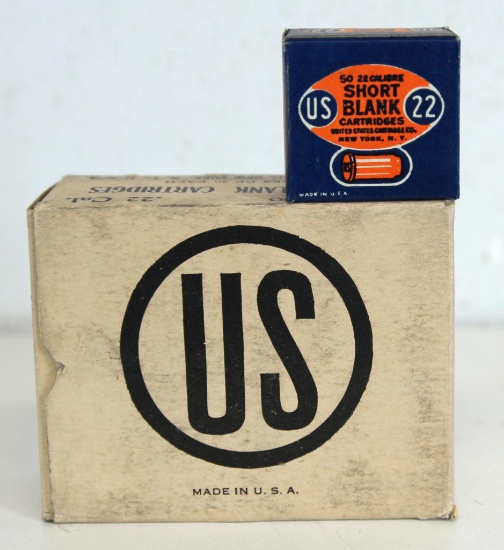 50 22 CALIBRE
SHORT
US BLANK 22
CARTRIDGES
UNITED STATES CARTRIDGE CO.
NEW YORK, N. Y.
MADE IN U.S.A.
BLANK CARTRIDGES
.22 Cal.
US
MADE IN U. S. A.